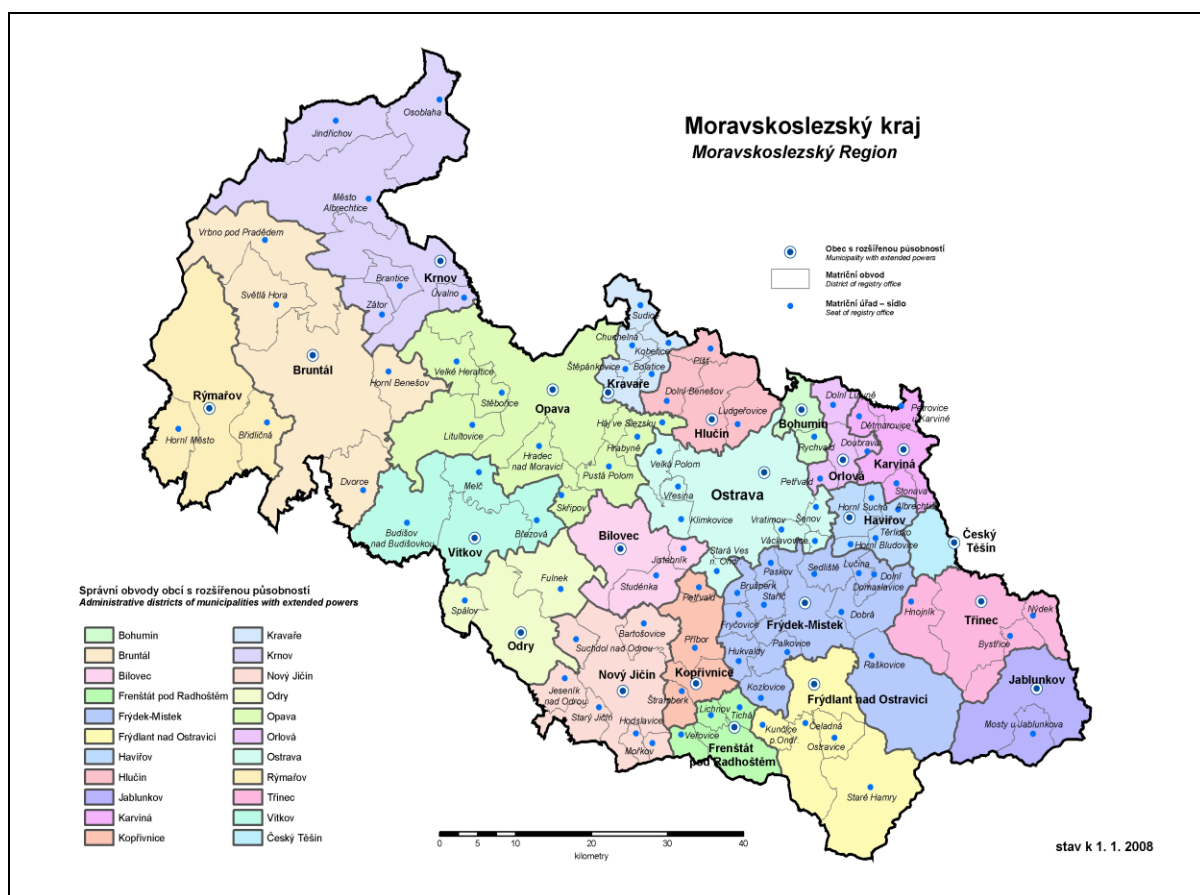 Moravskoslezský kraj
Moravskoslezský Region
Obec s rozšířenou působností
Municipality with extended powers
Matriční obvod
District of registry office
Matriční úřad – sídlo
Seat of registry office
Osoblaha
Jindřichov
Město
Albrechtice
Vrbno pod Pradědem
Krnov
Brantice
Světlá Hora
Zátor
Úvalno
Bruntál
Horní Benešov
Rýmařov
Horní Město
Břidličná
Dvorce
Sudice
Chuchelná
Kobeřice
Štěpánkovice
Bolatice
Kravaře
Píšť
Dolní Benešov
Ludgeřovice
Hlučín
Velké Heraltice
Stěbořice
Opava
Litultovice
Háj ve Slezsku
Hrabyně
Hradec
nad Moravicí
Pustá Polom
Melč
Skřipov
Budišov
nad Budišovkou
Březová
Vítkov
Velká Polom
Ostrava
Vřesina
Klimkovice
Vratimov
Šenov
Václavovice
Petřvald
Stará Ves
n. Ondř.
Bohumín
Rychvald
Dolní Lutyně
Dětmarovice
Petrovice
u Karviné
Doubrava
Orlová
Karviná
Stonava
Horní Suchá
Albrechtice
Havířov
Těrlicko
Horní Bludovice
Český
Těšín
Bílovec
Jistebník
Studénka
Fulnek
Spálov
Odry
Bartošovice
Suchdol nad Odrou
Nový Jičín
Jeseník
nad Odrou
Starý Jičín
Hodslavice
Mořkov
Petřvald
Příbor
Kopřivnice
Štramberk
Lichnov
Tichá
Veřovice
Frenštát
pod Radhoštěm
Paskov
Sedliště
Lučina
Dolní
Domaslavice
Brušperk
Staříč
Fryčovice
Frýdek-Místek
Dobrá
Hukvaldy
Palkovice
Raškovice
Kozlovice
Hnojník
Třinec
Nýdek
Bystřice
Jablunkov
Mosty u Jablunkova
Frýdlant nad Ostravicí
Kunčice
p.Ondř.
Čeladná
Ostravice
Staré Hamry
Správní obvody obcí s rozšířenou působností
Administrative districts of municipalities with extended powers
Bohumín
Bruntál
Bílovec
Frenštát pod Radhoštěm
Frýdek-Místek
Frýdlant nad Ostravicí
Havířov
Hlučín
Jablunkov
Karviná
Kopřivnice
Kravaře
Krnov
Nový Jičín
Odry
Opava
Orlová
Ostrava
Rýmařov
Třinec
Vítkov
Český Těšín
0 5 10 20 30 40
kilometry
stav k 1. 1. 2008